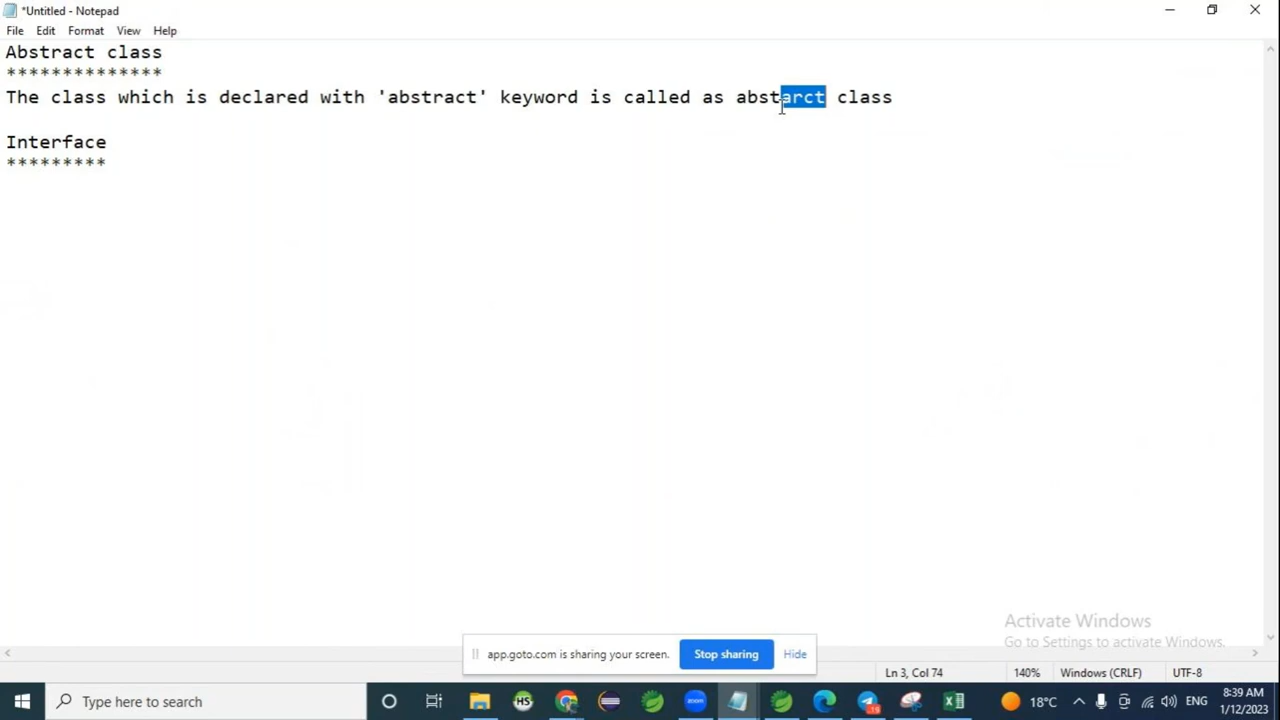 *Untitled - Notepad
File Edit Format View Help
Abstract class
**************
The class which is declared with 'abstract' keyword is called as abstarct class
Interface
*********
Activate Windows
Go to Settings to activate Windows.
app.goto.com is sharing your screen. Stop sharing Hide
Ln 3, Col 74 140% Windows (CRLF) UTF-8
Type here to search HS zoom 18°C ENG 8:39 AM
1/12/2023